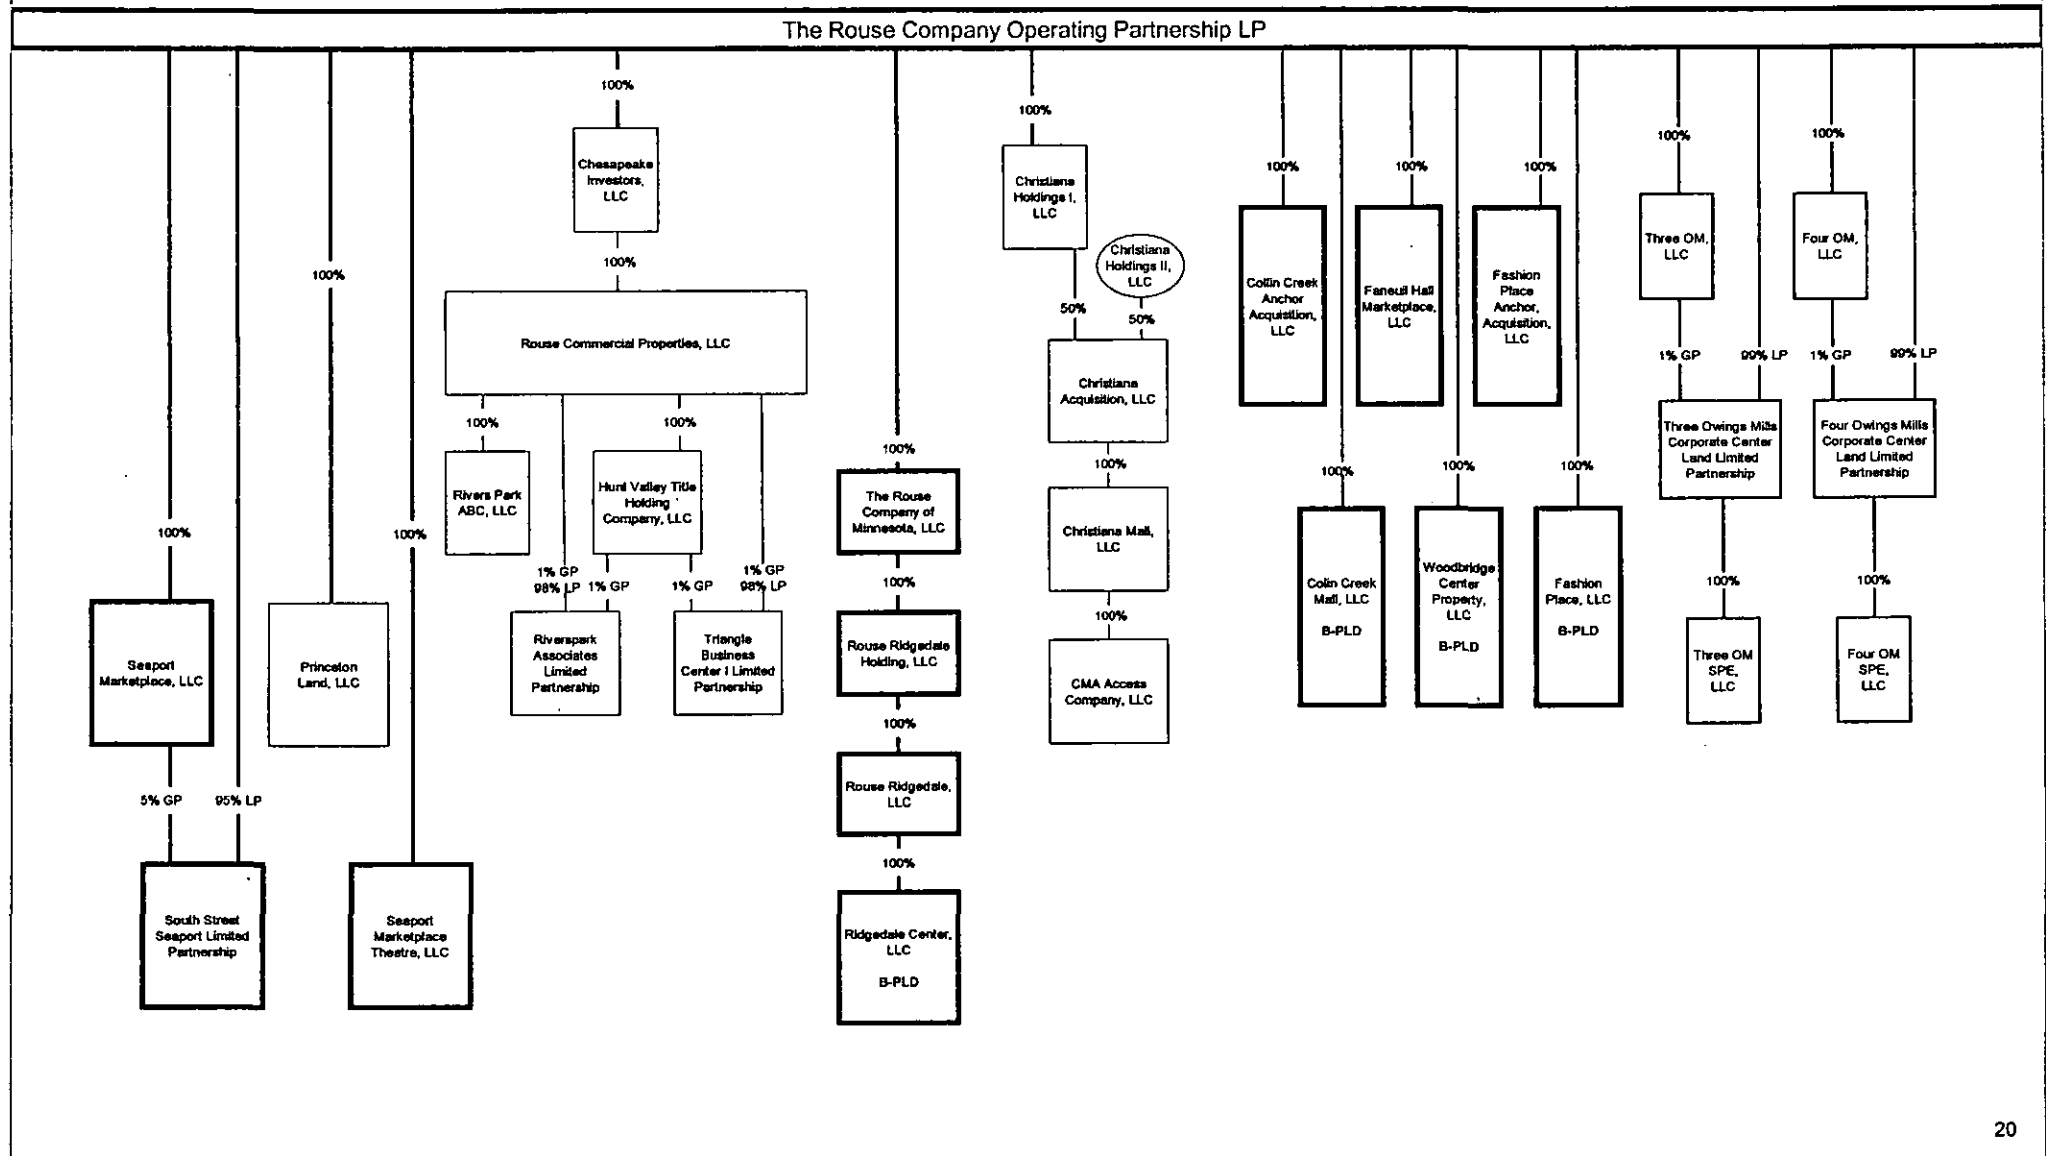 The Rouse Company Operating Partnership LP
100%
Chesapeake
Investors,
LLC
100%
Rouse Commercial Properties, LLC
100%
Rivers Park
ABC, LLC
100%
Hunt Valley Title
Holding
Company, LLC
1% GP
98% LP
1% GP
1% GP
1% GP
98% LP
Riverspark
Associates
Limited
Partnership
Triangle
Business
Center I Limited
Partnership
100%
Seaport
Marketplace, LLC
5% GP
95% LP
South Street
Seaport Limited
Partnership
100%
Princeton
Land, LLC
100%
Seaport
Marketplace
Theatre, LLC
100%
The Rouse
Company of
Minnesota, LLC
100%
Rouse Ridgedale
Holding, LLC
100%
Rouse Ridgedale,
LLC
100%
Ridgedale Center,
LLC
B-PLD
100%
Christiana
Holdings I,
LLC
Christiana
Holdings II,
LLC
50%
50%
Christiana
Acquisition, LLC
100%
Christiana Mall,
LLC
100%
CMA Access
Company, LLC
100%
Collin Creek
Anchor
Acquisition,
LLC
100%
Faneuil Hall
Marketplace,
LLC
100%
Fashion
Place
Anchor,
Acquisition,
LLC
100%
Colin Creek
Mall, LLC
B-PLD
100%
Woodbridge
Center
Property,
LLC
B-PLD
100%
Fashion
Place, LLC
B-PLD
100%
Three OM,
LLC
1% GP
99% LP
Three Owings Mills
Corporate Center
Land Limited
Partnership
100%
Three OM
SPE,
LLC
100%
Four OM,
LLC
1% GP
99% LP
Four Owings Mills
Corporate Center
Land Limited
Partnership
100%
Four OM
SPE,
LLC
20